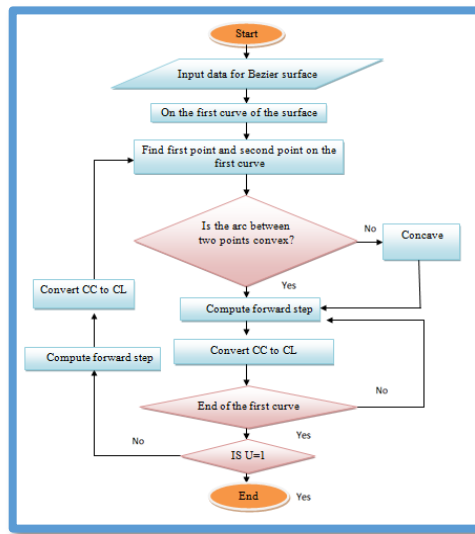 Start
Input data for Bezier surface
On the first curve of the surface
Find first point and second point on the
first curve
Is the arc between
two points convex?
No
Concave
Yes
Convert CC to CL
Compute forward step
Convert CC to CL
Compute forward step
No
End of the first curve
No
Yes
IS U=1
End
Yes